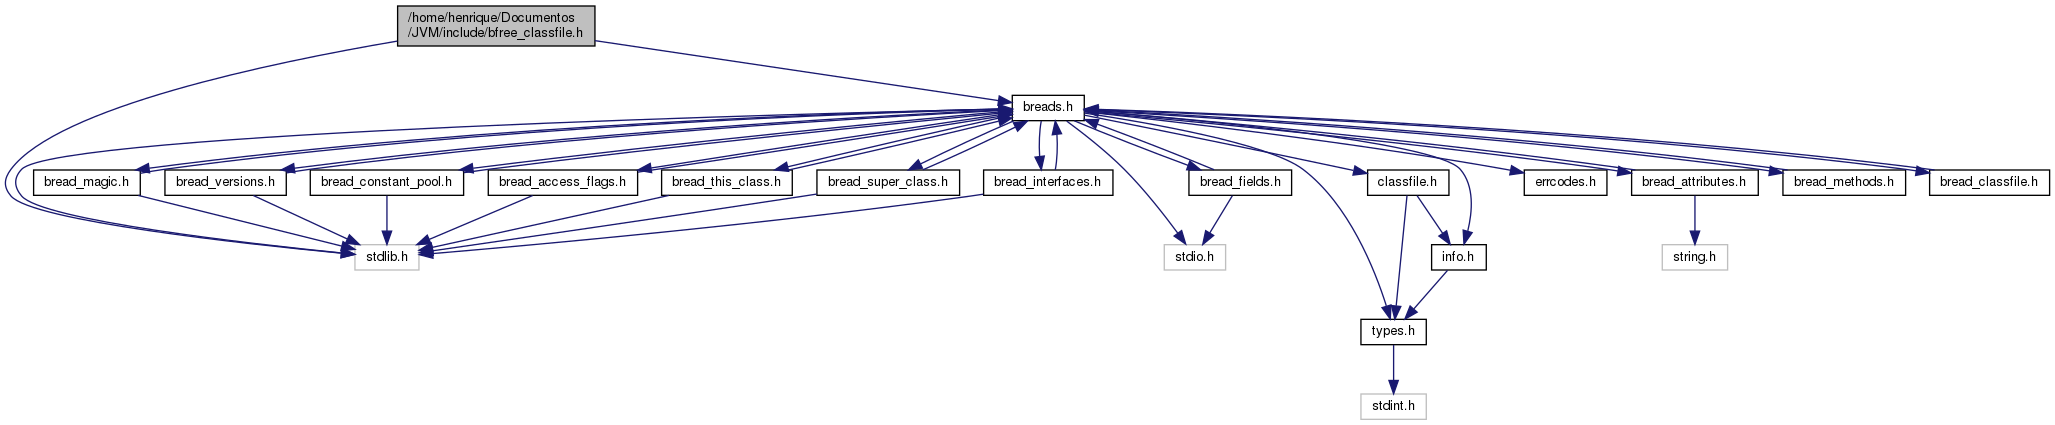 /home/henrique/Documentos
/JVM/include/bfree_classfile.h
breads.h
bread_magic.h
bread_versions.h
bread_constant_pool.h
bread_access_flags.h
bread_this_class.h
bread_super_class.h
bread_interfaces.h
bread_fields.h
classfile.h
errcodes.h
bread_attributes.h
bread_methods.h
bread_classfile.h
stdlib.h
stdio.h
info.h
string.h
types.h
stdint.h